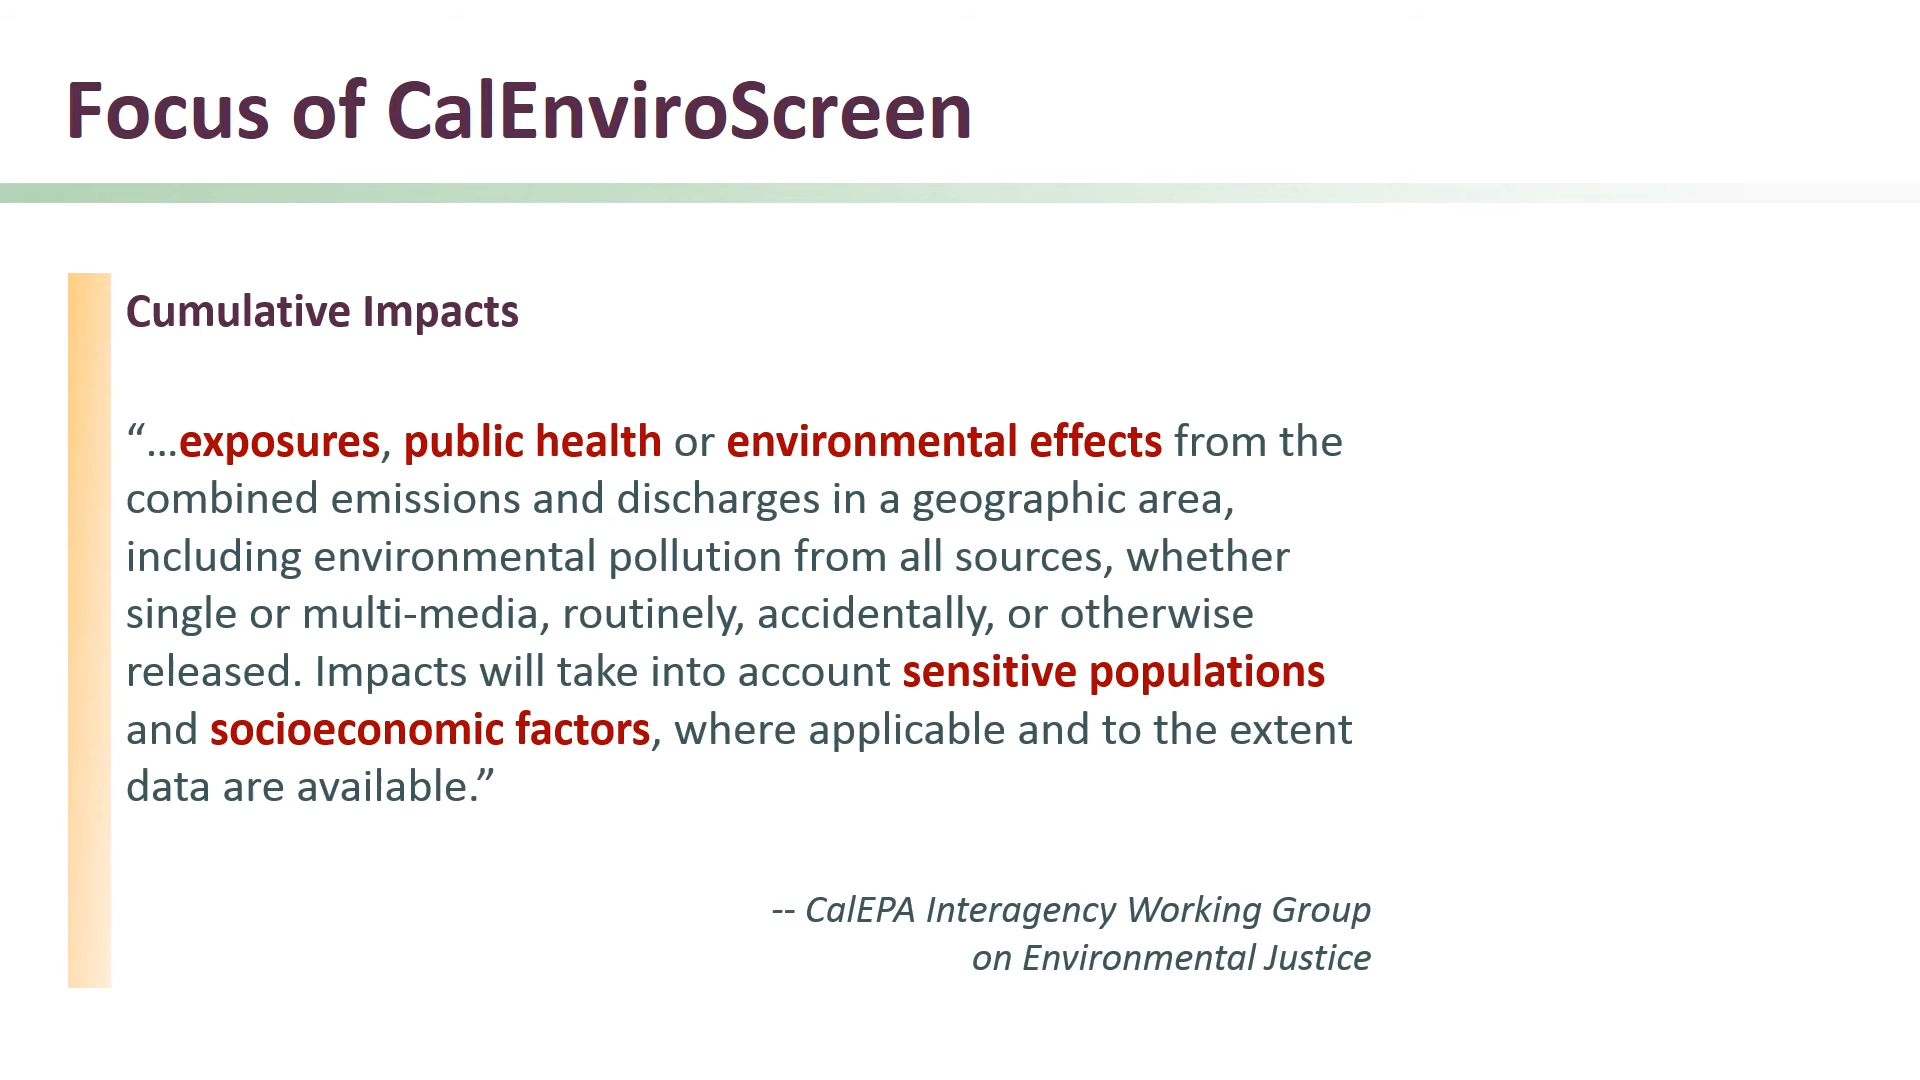 Focus of CalEnviroScreen
Cumulative Impacts
“…exposures, public health or environmental effects from the
combined emissions and discharges in a geographic area,
including environmental pollution from all sources, whether
single or multi-media, routinely, accidentally, or otherwise
released. Impacts will take into account sensitive populations
and socioeconomic factors, where applicable and to the extent
data are available.”
-- CalEPA Interagency Working Group
on Environmental Justice